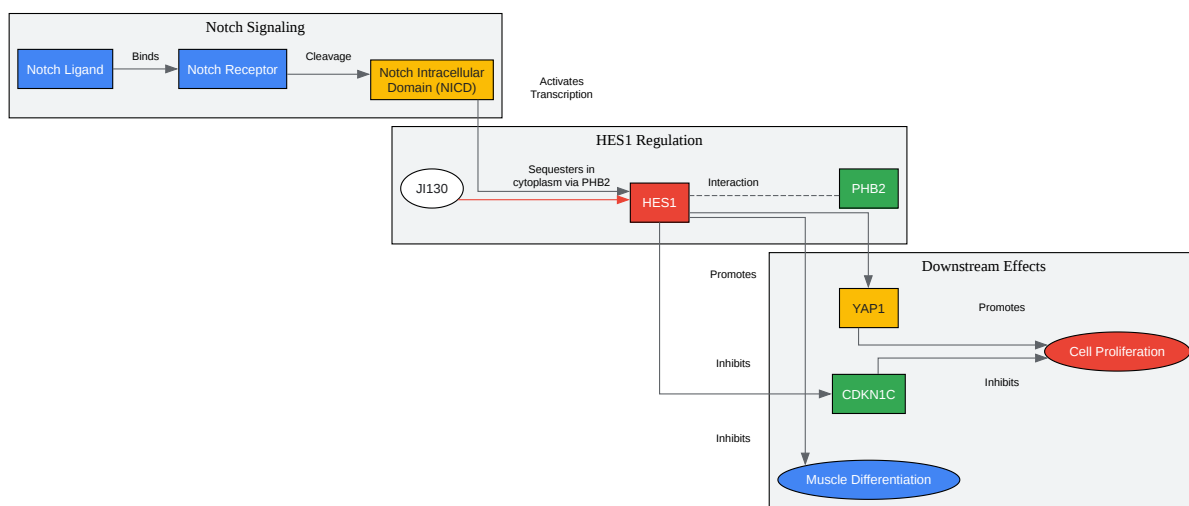 Notch Signaling
Notch Ligand
Binds
Notch Receptor
Cleavage
Notch Intracellular
Domain (NICD)
Activates
Transcription
HES1 Regulation
JI130
Sequesters in
cytoplasm via PHB2
HES1
Interaction
PHB2
Downstream Effects
Promotes
YAP1
Promotes
Cell Proliferation
Inhibits
CDKN1C
Inhibits
Inhibits
Muscle Differentiation